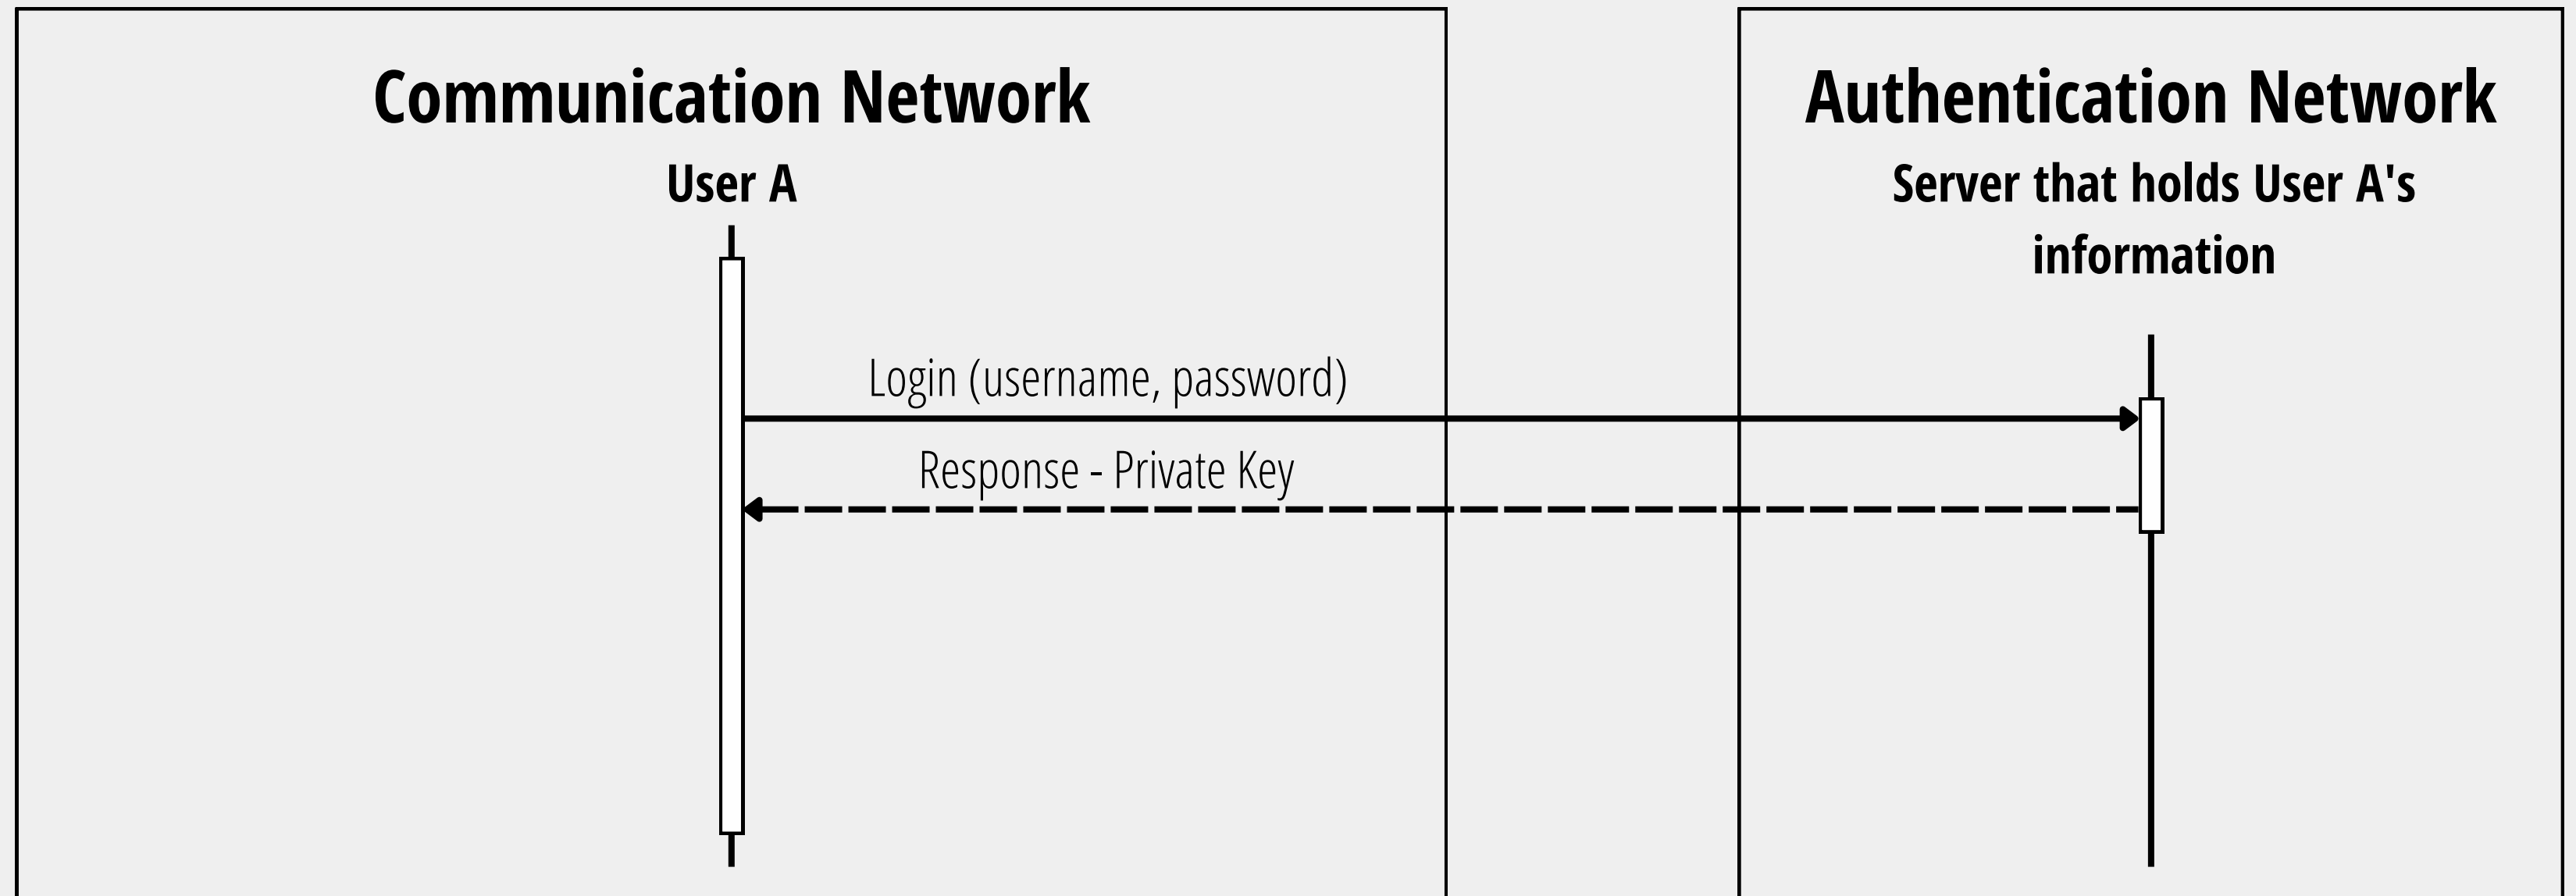 Communication Network
User A
Authentication Network
Server that holds User A's
information
Login (username, password)
Response - Private Key